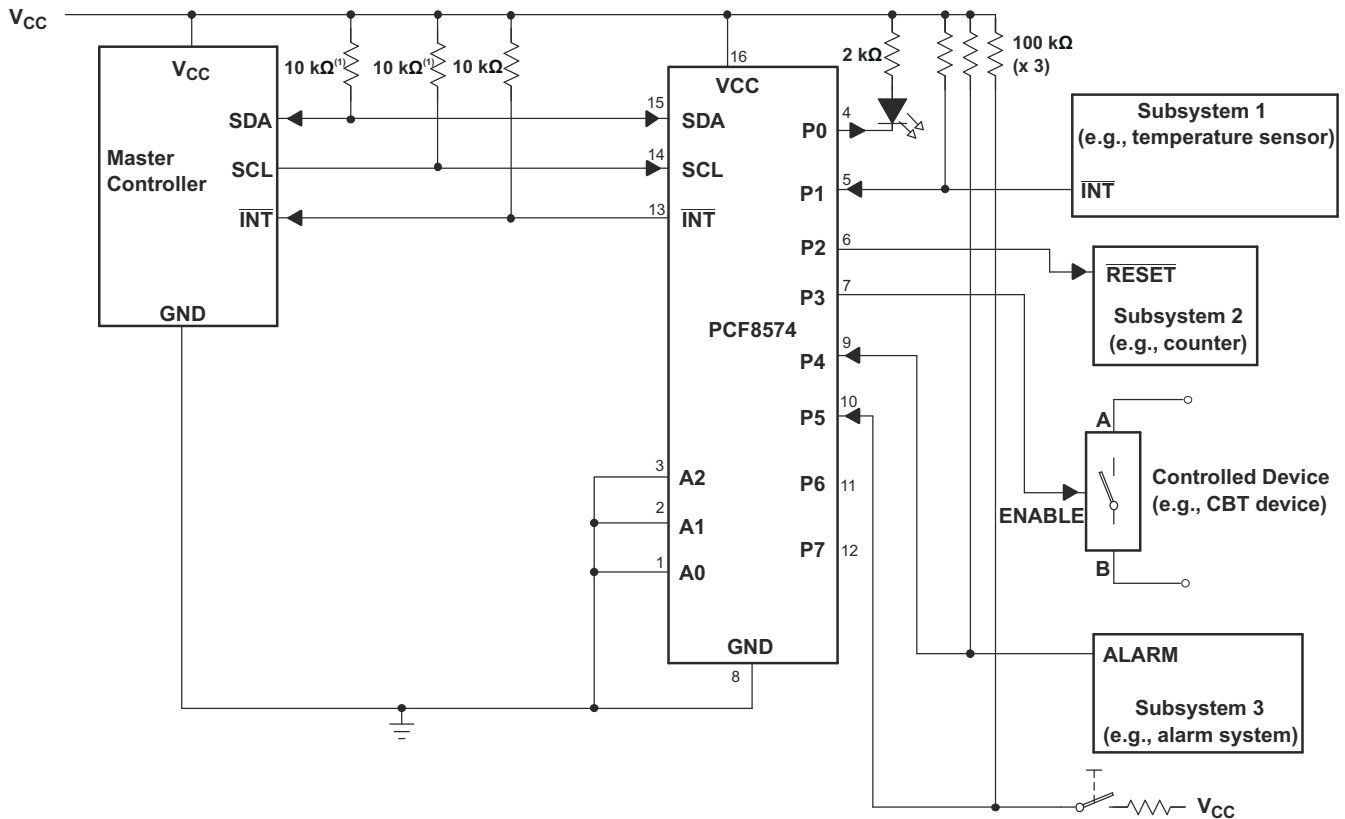 V_CC
V_CC
10 kΩ(1)
10 kΩ(1)
10 kΩ
Master
Controller
SDA
SCL
INT
GND
16
VCC
15
SDA
14
SCL
13
INT
PCF8574
3
A2
2
A1
1
A0
GND
8
P0
4
P1
5
P2
6
P3
7
P4
9
P5
10
P6
11
P7
12
2 kΩ
100 kΩ
(x 3)
Subsystem 1
(e.g., temperature sensor)
INT
RESET
Subsystem 2
(e.g., counter)
A
ENABLE
B
Controlled Device
(e.g., CBT device)
ALARM
Subsystem 3
(e.g., alarm system)
V_CC